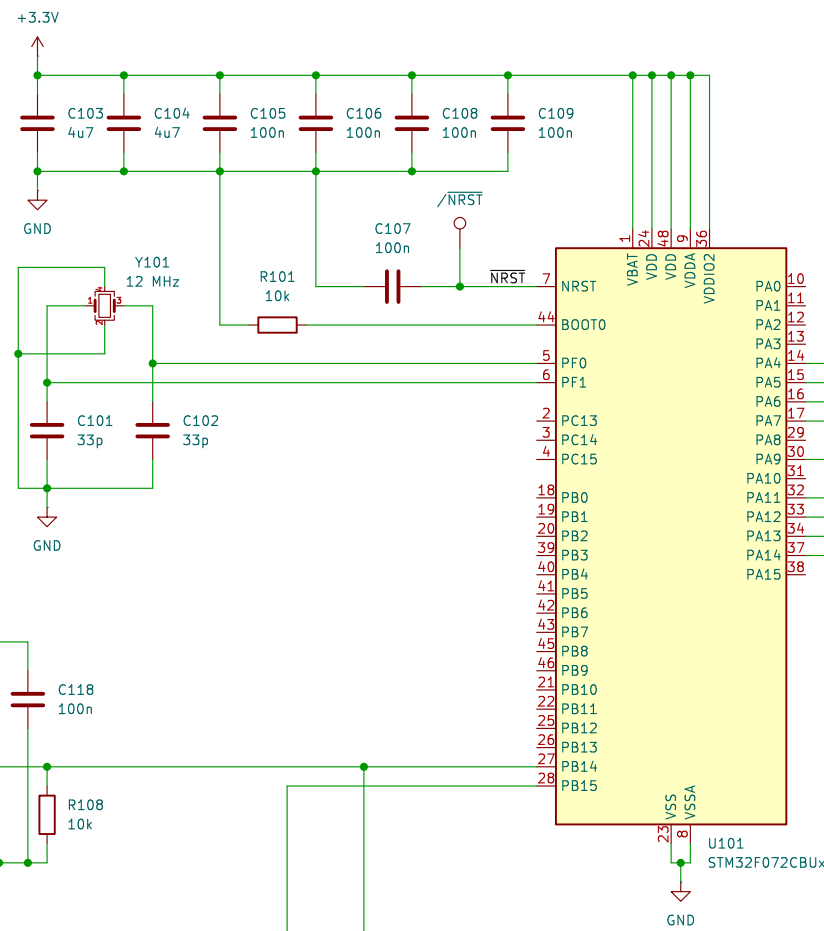 +3.3V
C103
4u7
C104
4u7
C105
100n
C106
100n
C108
100n
C109
100n
GND
/NRST
C107
100n
NRST
R101
10k
Y101
12 MHz
1
2
3
C101
33p
C102
33p
GND
1 VBAT
24 VDD
48 VDD
9 VDDA
36 VDDIO2
7 NRST
44 BOOT0
5 PF0
6 PF1
2 PC13
3 PC14
4 PC15
18 PB0
19 PB1
20 PB2
39 PB3
40 PB4
41 PB5
42 PB6
43 PB7
45 PB8
46 PB9
21 PB10
22 PB11
25 PB12
26 PB13
27 PB14
28 PB15
PA0 10
PA1 11
PA2 12
PA3 13
PA4 14
PA5 15
PA6 16
PA7 17
PA8 29
PA9 30
PA10 31
PA11 32
PA12 33
PA13 34
PA14 37
PA15 38
C118
100n
R108
10k
VSS 23
VSSA 8
U101
STM32F072CBUx
GND